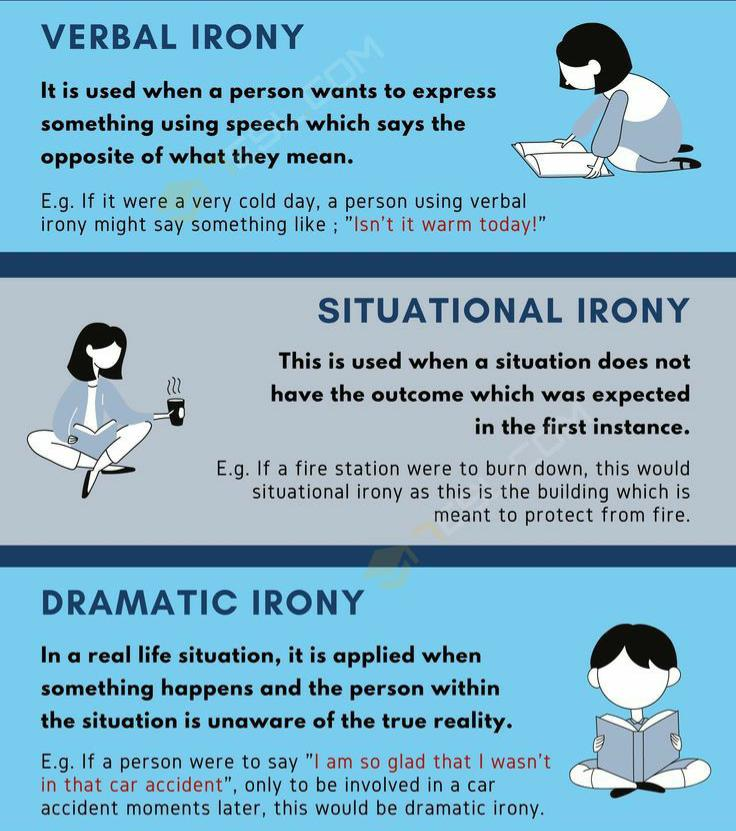 VERBAL IRONY
It is used when a person wants to express
something using speech which says the
opposite of what they mean.
E.g. If it were a very cold day, a person using verbal
irony might say something like ; "Isn't it warm today!"
SITUATIONAL IRONY
This is used when a situation does not
have the outcome which was expected
in the first instance.
E.g. If a fire station were to burn down, this would
situational irony as this is the building which is
meant to protect from fire.
DRAMATIC IRONY
In a real life situation, it is applied when
something happens and the person within
the situation is unaware of the true reality.
E.g. If a person were to say "I am so glad that I wasn't
in that car accident", only to be involved in a car
accident moments later, this would be dramatic irony.